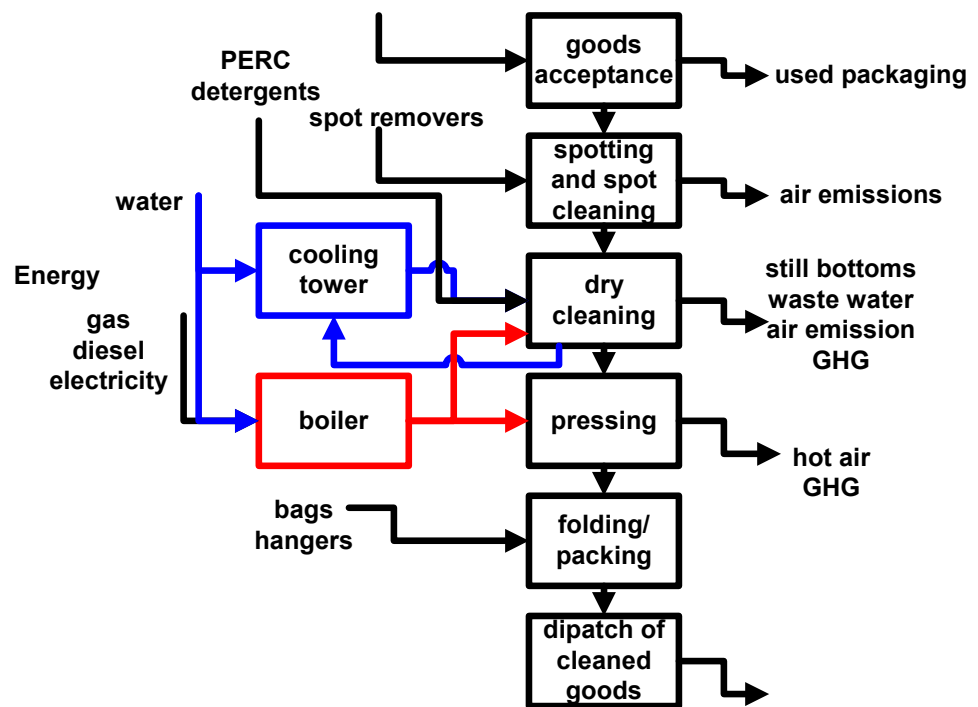 goods
acceptance
used packaging
PERC
detergents
spot removers
spotting
and spot
cleaning
air emissions
water
cooling
tower
dry
cleaning
still bottoms
waste water
air emission
GHG
Energy
gas
diesel
electricity
boiler
pressing
hot air
GHG
bags
hangers
folding/
packing
dipatch of
cleaned
goods